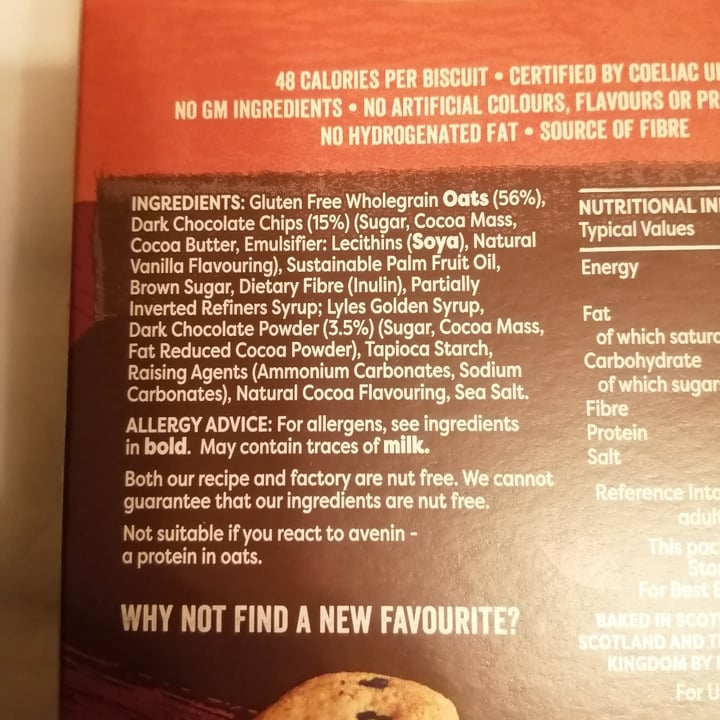 48 CALORIES PER BISCUIT • CERTIFIED BY COELIAC
NO GM INGREDIENTS • NO ARTIFICIAL COLOURS, FLAVOURS OR
NO HYDROGENATED FAT • SOURCE OF FIBRE
INGREDIENTS: Gluten Free Wholegrain Oats (56%),
Dark Chocolate Chips (15%) (Sugar, Cocoa Mass,
Cocoa Butter, Emulsifier: Lecithins (Soya), Natural
Vanilla Flavouring), Sustainable Palm Fruit Oil,
Brown Sugar, Dietary Fibre (Inulin), Partially
Inverted Refiners Syrup; Lyles Golden Syrup,
Dark Chocolate Powder (3.5%) (Sugar, Cocoa Mass,
Fat Reduced Cocoa Powder), Tapioca Starch,
Raising Agents (Ammonium Carbonates, Sodium
Carbonates), Natural Cocoa Flavouring, Sea Salt.
ALLERGY ADVICE: For allergens, see ingredients
in bold. May contain traces of milk.
Both our recipe and factory are nut free. We cannot
guarantee that our ingredients are nut free.
Not suitable if you react to avenin -
a protein in oats.
WHY NOT FIND A NEW FAVOURITE?
NUTRITIONAL
Typical Values
Energy
Fat
of which
Carbohydrate
of which
Fibre
Protein
Salt
Reference
This
For Best
BAKED IN
SCOTLAND AND
KINGDOM BY
For